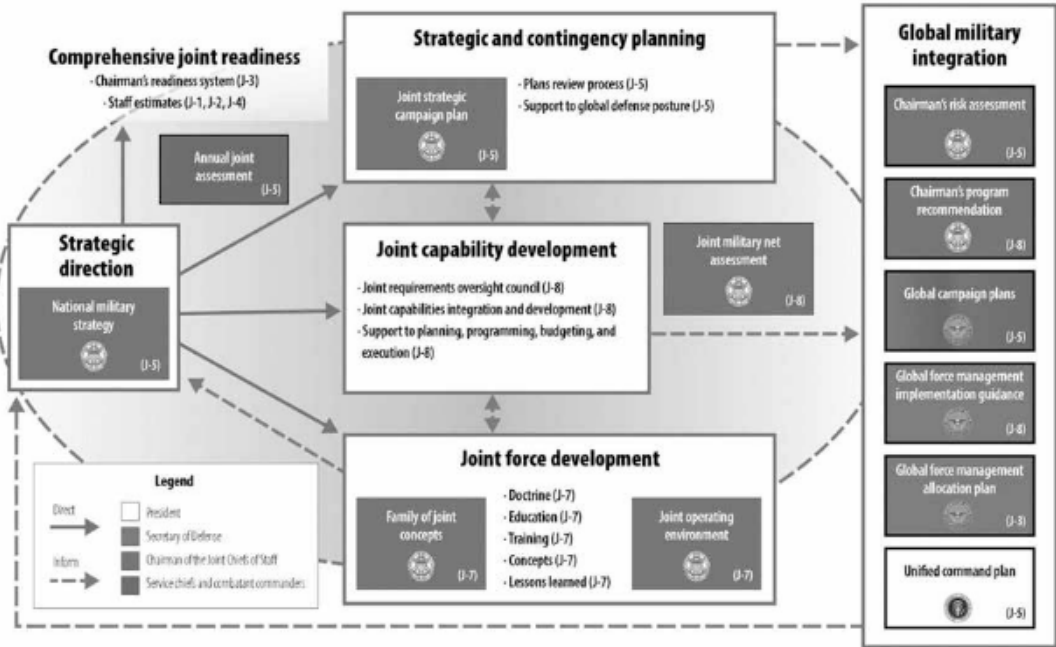 Comprehensive joint readiness
- Chairman's readiness system (J-3)
- Staff estimates (J-1, J-2, J-4)
Annual joint
assessment
(J-5)
Strategic and contingency planning
Joint strategic
campaign plan
(J-5)
- Plans review process (J-5)
- Support to global defense posture (J-5)
Strategic
direction
National military
strategy
(J-5)
Joint capability development
- Joint requirements oversight council (J-8)
- Joint capabilities integration and development (J-8)
- Support to planning, programming, budgeting, and
execution (J-8)
Joint military net
assessment
(J-8)
Joint force development
Family of joint
concepts
(J-7)
- Doctrine (J-7)
- Education (J-7)
- Training (J-7)
- Concepts (J-7)
- Lessons learned (J-7)
Joint operating
environment
(J-7)
Legend
Direct
Inform
President
Secretary of Defense
Chairman of the Joint Chiefs of Staff
Service chiefs and combatant commanders
Global military
integration
Chairman's risk assessment
(J-5)
Chairman's program
recommendation
(J-8)
Global campaign plans
(J-5)
Global force management
implementation guidance
(J-8)
Global force management
allocation plan
(J-3)
Unified command plan
(J-5)